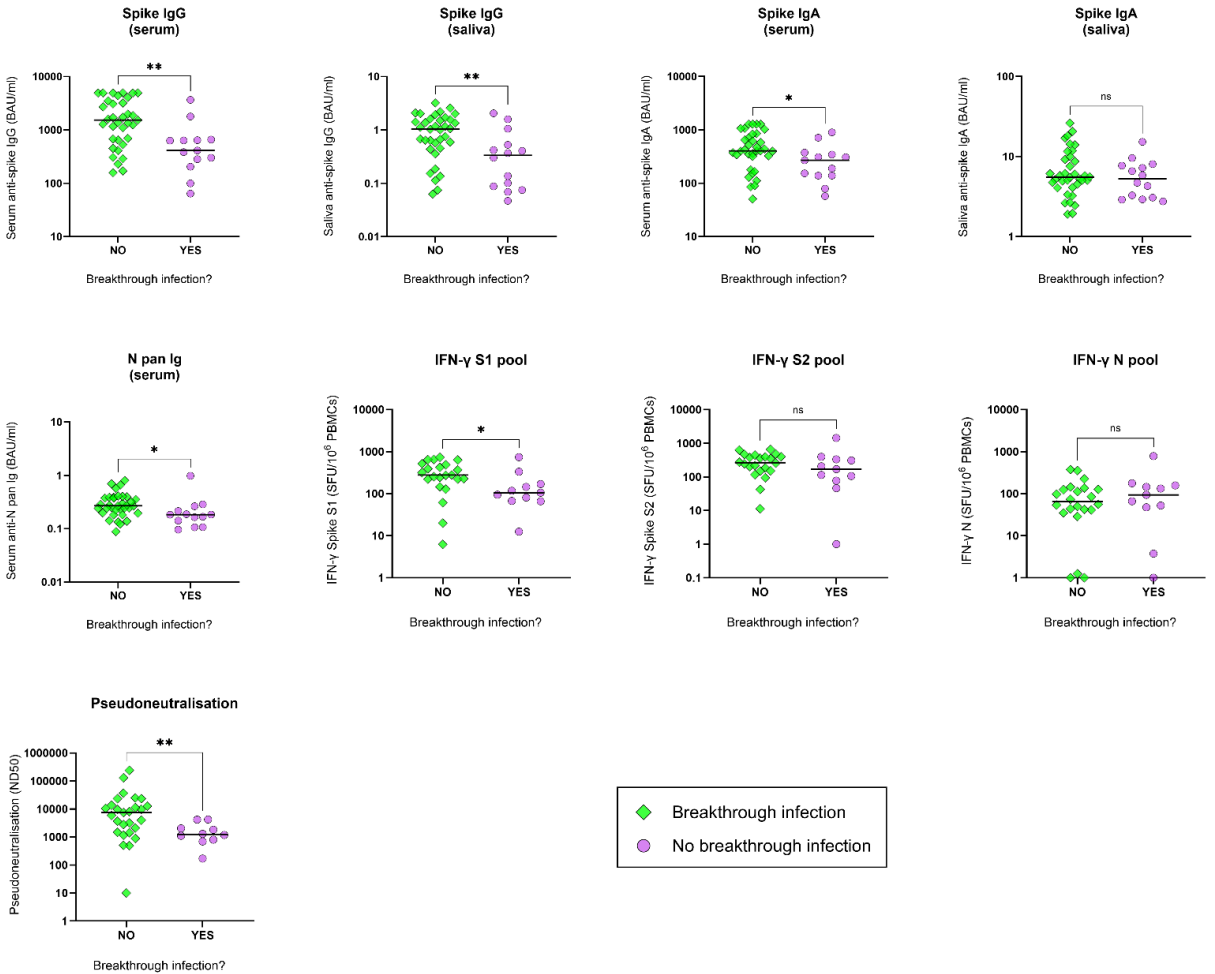 Spike IgG
(serum)
Serum anti-spike IgG (BAU/ml)
10000
1000
100
10
**
NO
YES
Breakthrough infection?
Spike IgG
(saliva)
Saliva anti-spike IgG (BAU/ml)
10
1
0.1
0.01
**
NO
YES
Breakthrough infection?
Spike IgA
(serum)
Serum anti-spike IgA (BAU/ml)
10000
1000
100
10
*
NO
YES
Breakthrough infection?
Spike IgA
(saliva)
Saliva anti-spike IgA (BAU/ml)
100
10
1
ns
NO
YES
Breakthrough infection?
N pan Ig
(serum)
Serum anti-N pan Ig (BAU/ml)
10
1
0.1
0.01
*
NO
YES
Breakthrough infection?
IFN-γ S1 pool
IFN-γ Spike S1 (SFU/10⁶ PBMCs)
10000
1000
100
10
1
*
NO
YES
Breakthrough infection?
IFN-γ S2 pool
IFN-γ Spike S2 (SFU/10⁶ PBMCs)
10000
1000
100
10
1
0.1
ns
NO
YES
Breakthrough infection?
IFN-γ N pool
IFN-γ N (SFU/10⁶ PBMCs)
10000
1000
100
10
1
ns
NO
YES
Breakthrough infection?
Pseudoneutralisation
Pseudoneutralisation (ND50)
1000000
100000
10000
1000
100
10
1
**
NO
YES
Breakthrough infection?
Breakthrough infection
No breakthrough infection